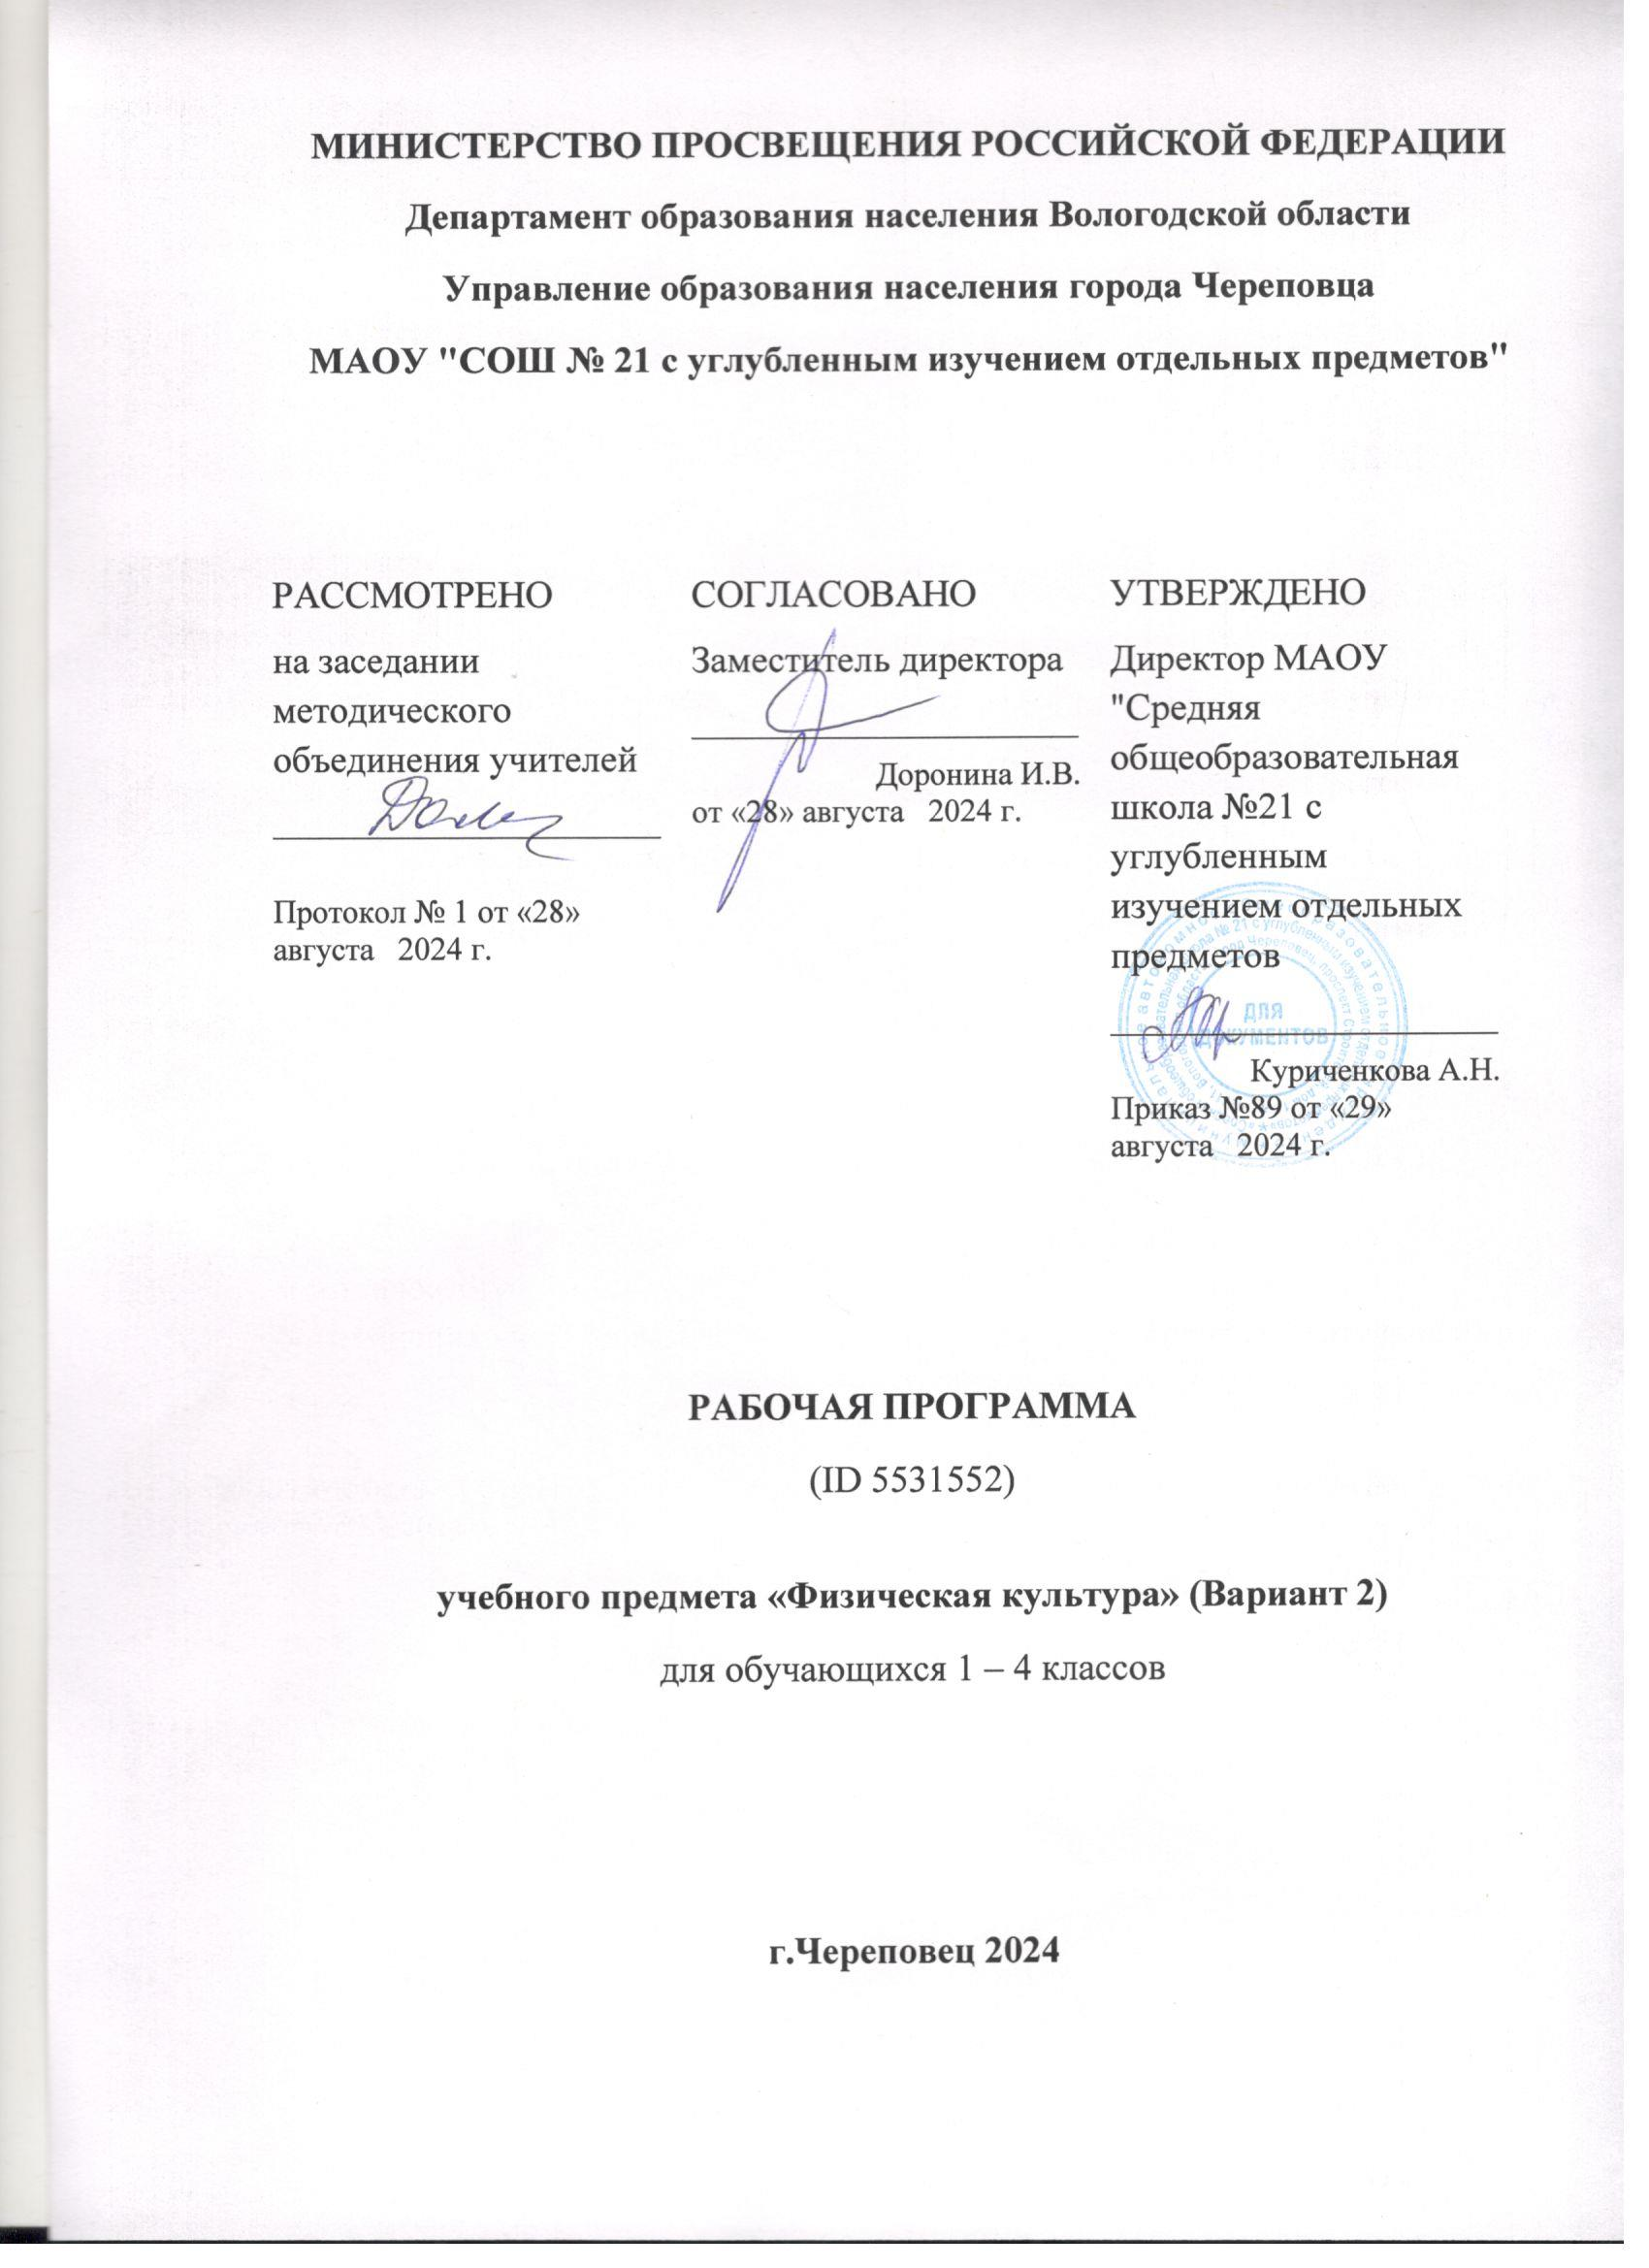 МИНИСТЕРСТВО ПРОСВЕЩЕНИЯ РОССИЙСКОЙ ФЕДЕРАЦИИ
Департамент образования населения Вологодской области
Управление образования населения города Череповца
МАОУ "СОШ № 21 с углубленным изучением отдельных предметов"
РАССМОТРЕНО
на заседании
методического
объединения учителей
Протокол № 1 от «28»
августа 2024 г.
СОГЛАСОВАНО
Заместитель директора
Доронина И.В.
от «28» августа 2024 г.
УТВЕРЖДЕНО
Директор МАОУ
"Средняя
общеобразовательная
школа №21 с
углубленным
изучением отдельных
предметов
ДЛЯ
ДОКУМЕНТОВ
Куриченкова А.Н.
Приказ №89 от «29»
августа 2024 г.
РАБОЧАЯ ПРОГРАММА
(ID 5531552)
учебного предмета «Физическая культура» (Вариант 2)
для обучающихся 1 – 4 классов
г.Череповец 2024